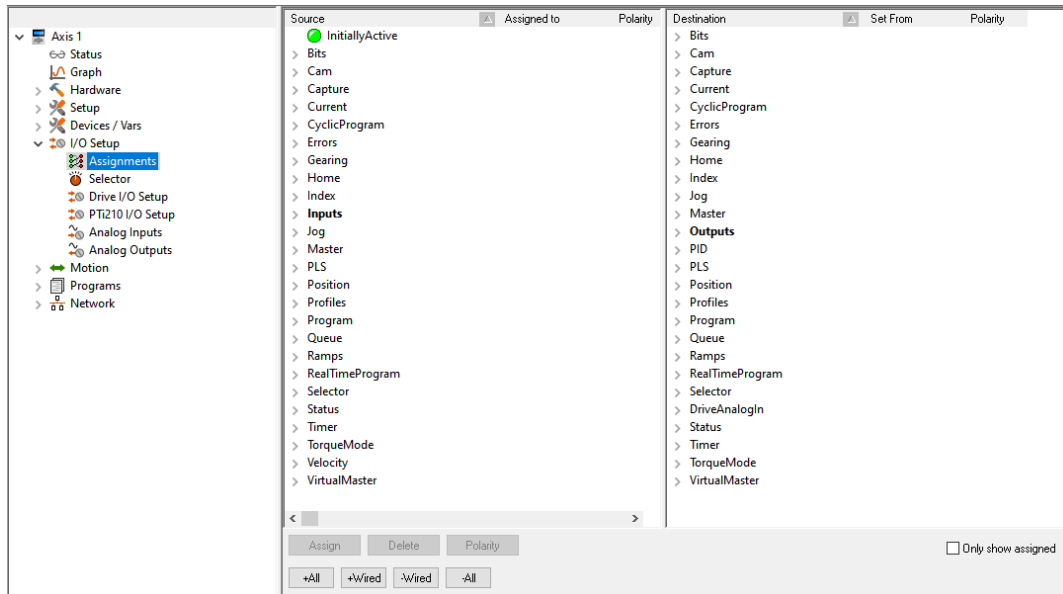 Axis 1
Status
Graph
Hardware
Setup
Devices / Vars
I/O Setup
Assignments
Selector
Drive I/O Setup
PTi210 I/O Setup
Analog Inputs
Analog Outputs
Motion
Programs
Network
Source Assigned to Polarity
InitiallyActive
Bits
Cam
Capture
Current
CyclicProgram
Errors
Gearing
Home
Index
Inputs
Jog
Master
PLS
Position
Profiles
Program
Queue
Ramps
RealTimeProgram
Selector
Status
Timer
TorqueMode
Velocity
VirtualMaster
Destination Set From Polarity
Bits
Cam
Capture
Current
CyclicProgram
Errors
Gearing
Home
Index
Jog
Master
Outputs
PID
PLS
Position
Profiles
Program
Queue
Ramps
RealTimeProgram
Selector
DriveAnalogIn
Status
Timer
TorqueMode
VirtualMaster
Assign Delete Polarity
Only show assigned
+All +Wired -Wired -All